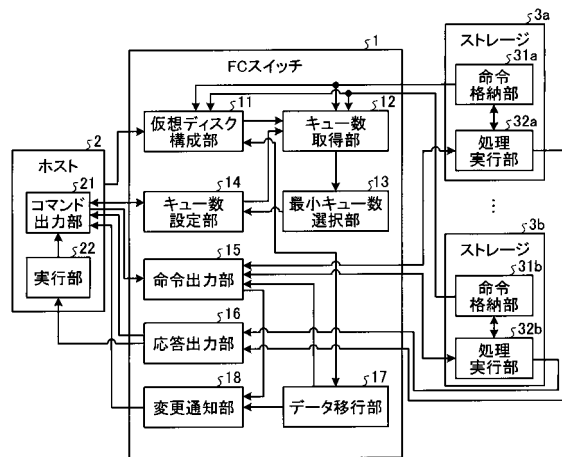 1
FCスイッチ
11
仮想ディスク
構成部
12
キュー数
取得部
14
キュー数
設定部
13
最小キュー数
選択部
15
命令出力部
16
応答出力部
18
変更通知部
17
データ移行部
2
ホスト
21
コマンド
出力部
22
実行部
3a
ストレージ
31a
命令
格納部
32a
処理
実行部
⋮
3b
ストレージ
31b
命令
格納部
32b
処理
実行部